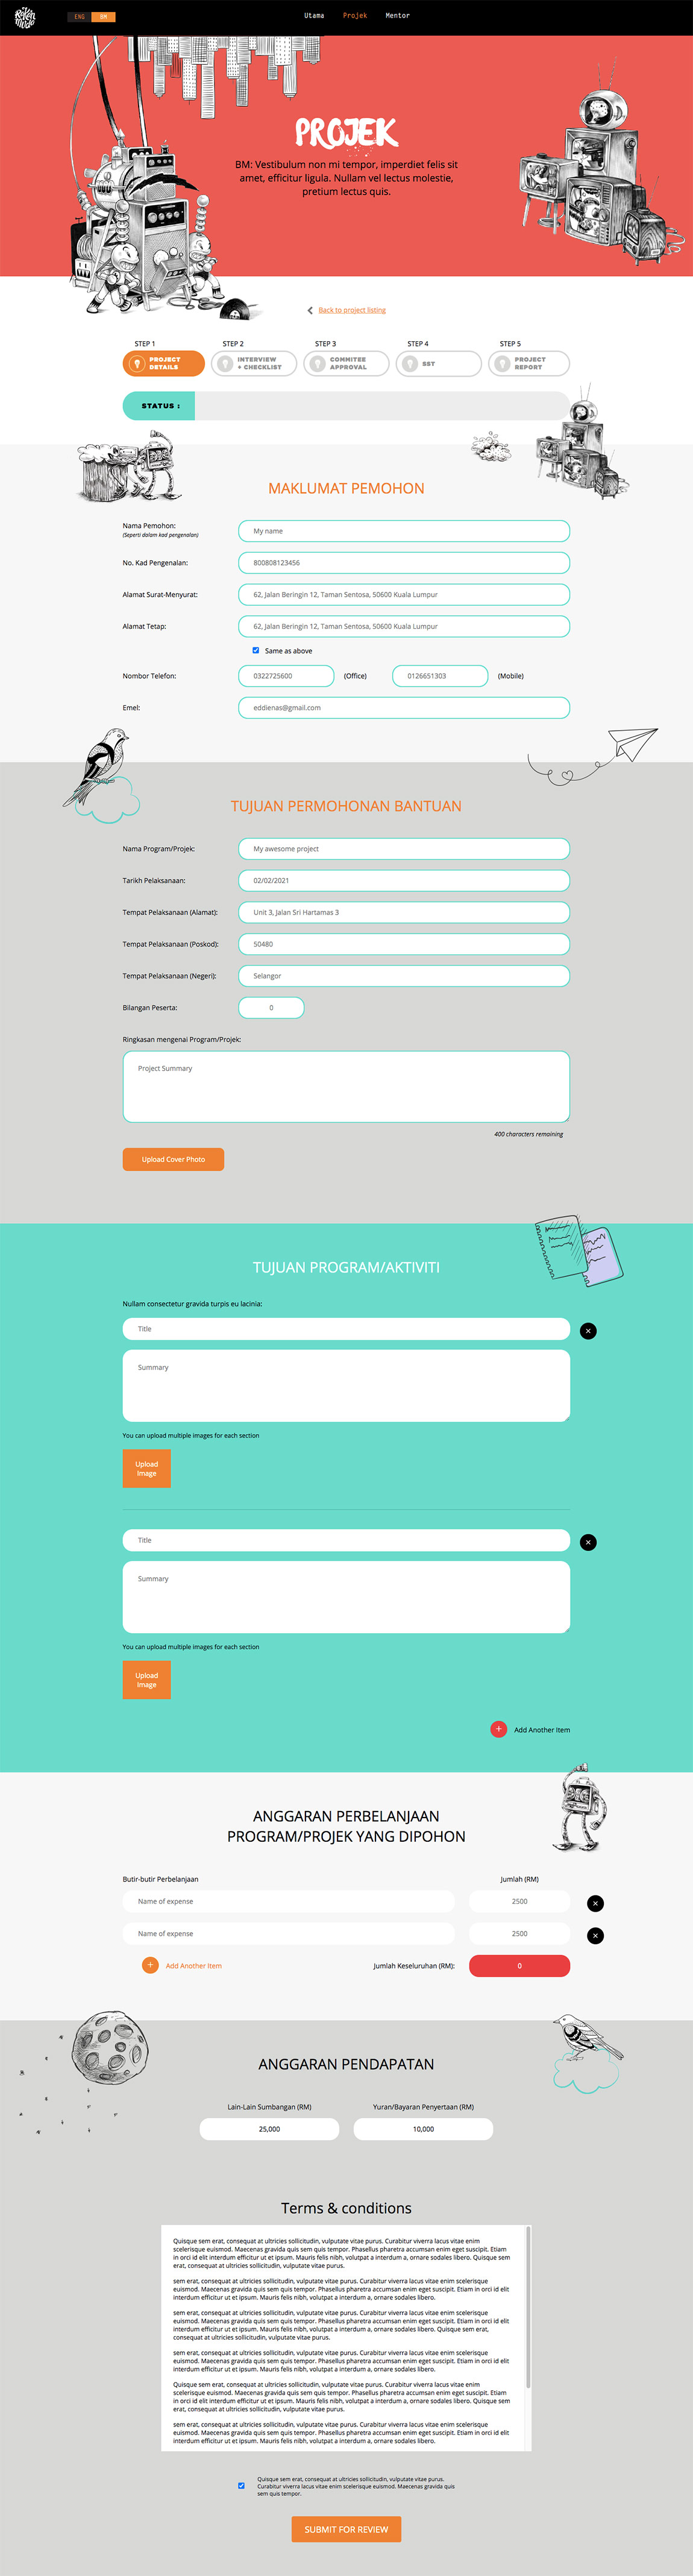 Rakan Muda
ENG BM
Utama Projek Mentor
PROJEK
BM: Vestibulum non mi tempor, imperdiet felis sit
amet, efficitur ligula. Nullam vel lectus molestie,
pretium lectus quis.
Back to project listing
STEP 1 STEP 2 STEP 3 STEP 4 STEP 5
PROJECT DETAILS
INTERVIEW + CHECKLIST
COMMITEE APPROVAL
SST
PROJECT REPORT
STATUS :
MAKLUMAT PEMOHON
Nama Pemohon: My name
(Seperti dalam kad pengenalan)
No. Kad Pengenalan: 800808123456
Alamat Surat-Menyurat: 62, Jalan Beringin 12, Taman Sentosa, 50600 Kuala Lumpur
Alamat Tetap: 62, Jalan Beringin 12, Taman Sentosa, 50600 Kuala Lumpur
Same as above
Nombor Telefon: 0322725600 (Office) 0126651303 (Mobile)
Emel: eddienas@gmail.com
TUJUAN PERMOHONAN BANTUAN
Nama Program/Projek: My awesome project
Tarikh Pelaksanaan: 02/02/2021
Tempat Pelaksanaan (Alamat): Unit 3, Jalan Sri Hartamas 3
Tempat Pelaksanaan (Poskod): 50480
Tempat Pelaksanaan (Negeri): Selangor
Bilangan Peserta: 0
Ringkasan mengenai Program/Projek:
Project Summary
400 characters remaining
Upload Cover Photo
TUJUAN PROGRAM/AKTIVITI
Nullam consectetur gravida turpis eu lacinia:
Title
Summary
You can upload multiple images for each section
Upload
Image
Title
Summary
You can upload multiple images for each section
Upload
Image
Add Another Item
ANGGARAN PERBELANJAAN
PROGRAM/PROJEK YANG DIPOHON
Butir-butir Perbelanjaan Jumlah (RM)
Name of expense 2500
Name of expense 2500
Add Another Item Jumlah Keseluruhan (RM): 0
ANGGARAN PENDAPATAN
Lain-Lain Sumbangan (RM) Yuran/Bayaran Penyertaan (RM)
25,000 10,000
Terms & conditions
Quisque sem erat, consequat at ultricies sollicitudin, vulputate vitae purus. Curabitur viverra lacus vitae enim
scelerisque euismod. Maecenas gravida quis sem quis tempor. Phasellus pharetra accumsan enim eget suscipit. Etiam
in orci id elit interdum efficitur ut et ipsum. Mauris felis nibh, volutpat a interdum a, ornare sodales libero. Quisque sem
erat, consequat at ultricies sollicitudin, vulputate vitae purus.
sem erat, consequat at ultricies sollicitudin, vulputate vitae purus. Curabitur viverra lacus vitae enim scelerisque
euismod. Maecenas gravida quis sem quis tempor. Phasellus pharetra accumsan enim eget suscipit. Etiam in orci id elit
interdum efficitur ut et ipsum. Mauris felis nibh, volutpat a interdum a, ornare sodales libero.
sem erat, consequat at ultricies sollicitudin, vulputate vitae purus. Curabitur viverra lacus vitae enim scelerisque
euismod. Maecenas gravida quis sem quis tempor. Phasellus pharetra accumsan enim eget suscipit. Etiam in orci id elit
interdum efficitur ut et ipsum. Mauris felis nibh, volutpat a interdum a, ornare sodales libero. Quisque sem erat,
consequat at ultricies sollicitudin, vulputate vitae purus.
sem erat, consequat at ultricies sollicitudin, vulputate vitae purus. Curabitur viverra lacus vitae enim scelerisque
euismod. Maecenas gravida quis sem quis tempor. Phasellus pharetra accumsan enim eget suscipit. Etiam in orci id elit
interdum efficitur ut et ipsum. Mauris felis nibh, volutpat a interdum a, ornare sodales libero.
Quisque sem erat, consequat at ultricies sollicitudin, vulputate vitae purus. Curabitur viverra lacus vitae enim
scelerisque euismod. Maecenas gravida quis sem quis tempor. Phasellus pharetra accumsan enim eget suscipit. Etiam
in orci id elit interdum efficitur ut et ipsum. Mauris felis nibh, volutpat a interdum a, ornare sodales libero. Quisque sem
erat, consequat at ultricies sollicitudin, vulputate vitae purus.
sem erat, consequat at ultricies sollicitudin, vulputate vitae purus. Curabitur viverra lacus vitae enim scelerisque
euismod. Maecenas gravida quis sem quis tempor. Phasellus pharetra accumsan enim eget suscipit. Etiam in orci id elit
interdum efficitur ut et ipsum. Mauris felis nibh, volutpat a interdum a, ornare sodales libero.
Quisque sem erat, consequat at ultricies sollicitudin, vulputate vitae purus.
Curabitur viverra lacus vitae enim scelerisque euismod. Maecenas gravida quis
sem quis tempor.
SUBMIT FOR REVIEW